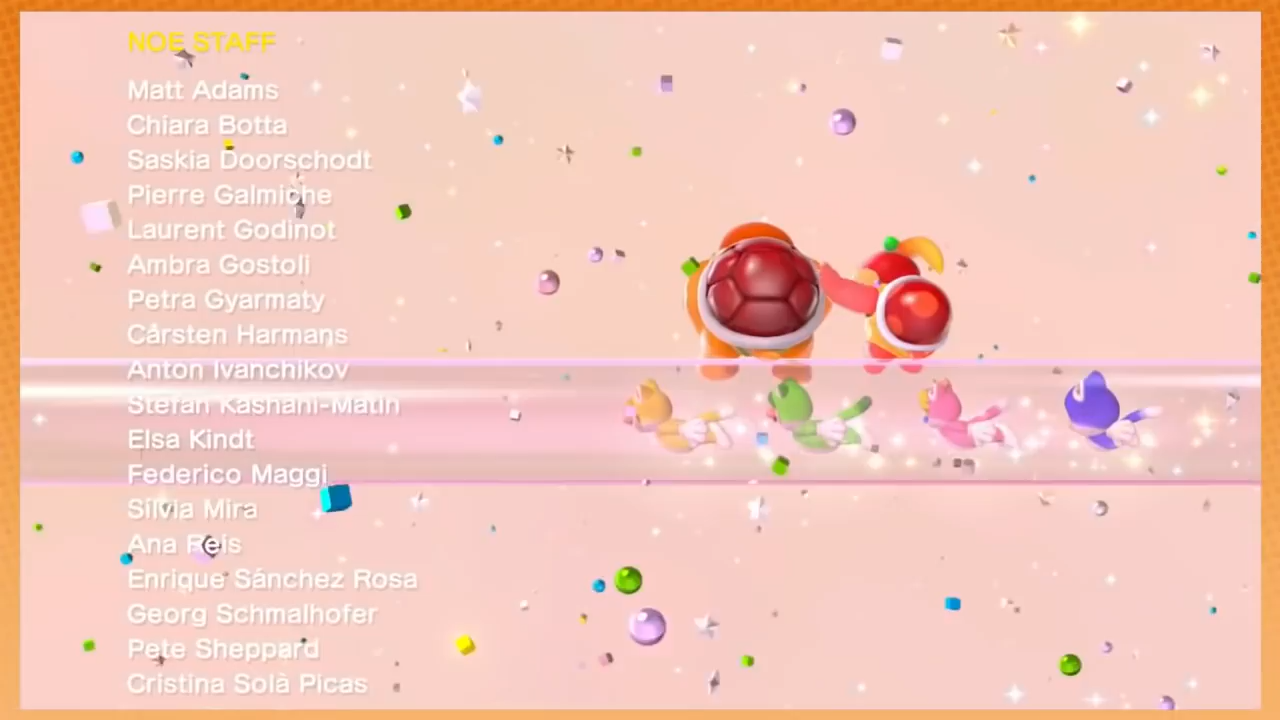 NOE STAFF
Matt Adams
Chiara Botta
Saskia Doorschodt
Pierre Galmiche
Laurent Godinot
Ambra Gostoli
Petra Gyarmaty
Carsten Harmans
Anton Ivanchikov
Stefan Kashani-Matin
Elsa Kindt
Federico Maggi
Silvia Mira
Ana Reis
Enrique Sánchez Rosa
Georg Schmalhofer
Pete Sheppard
Cristina Solà Picas